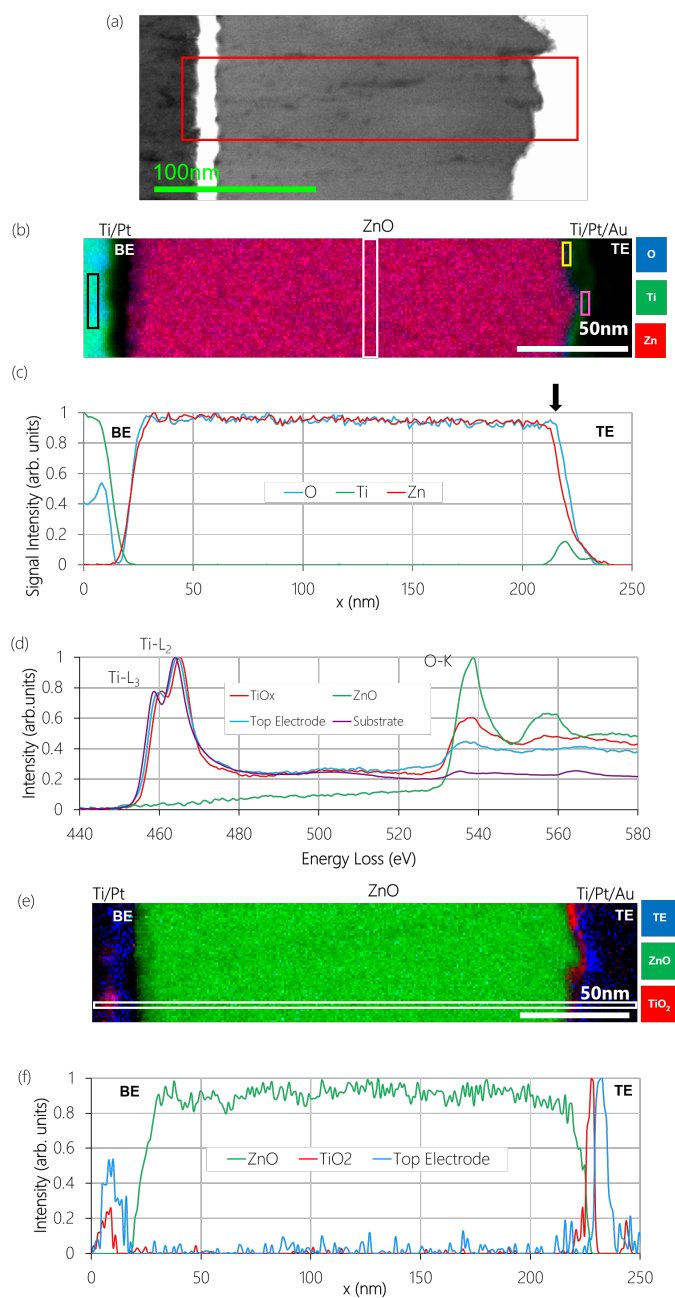 (a)
100nm
(b)
Ti/Pt
ZnO
Ti/Pt/Au
BE
TE
O
Ti
Zn
50nm
(c)
Signal Intensity (arb. units)
1
0.8
0.6
0.4
0.2
0
BE
TE
O
Ti
Zn
0
50
100
150
200
250
x (nm)
(d)
Ti-L₂
Ti-L₃
O-K
Intensity (arb.units)
1
0.8
0.6
0.4
0.2
0
TiOx
ZnO
Top Electrode
Substrate
440
460
480
500
520
540
560
580
Energy Loss (eV)
(e)
Ti/Pt
ZnO
Ti/Pt/Au
BE
TE
TE
ZnO
TiO₂
50nm
(f)
Intensity (arb. units)
1
0.8
0.6
0.4
0.2
0
BE
TE
ZnO
TiO2
Top Electrode
0
50
100
150
200
250
x (nm)